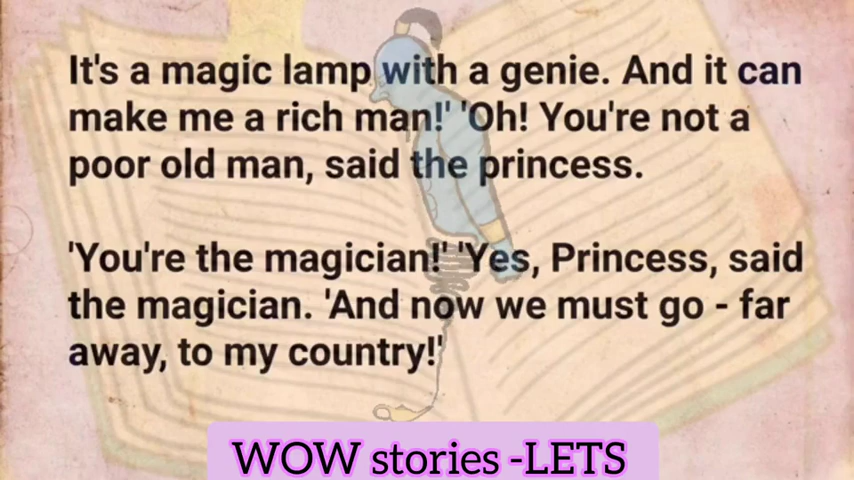 It's a magic lamp with a genie. And it can
make me a rich man!' 'Oh! You're not a
poor old man, said the princess.
'You're the magician!' 'Yes, Princess, said
the magician. 'And now we must go - far
away, to my country!'
WOW stories -LETS